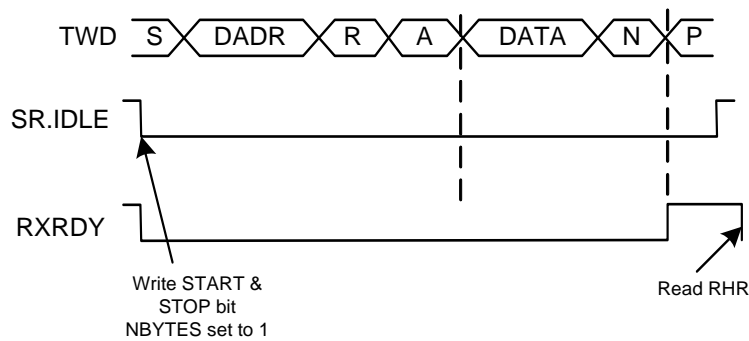 TWD S DADR R A DATA N P
SR.IDLE
RXRDY
Write START &
STOP bit
NBYTES set to 1
Read RHR